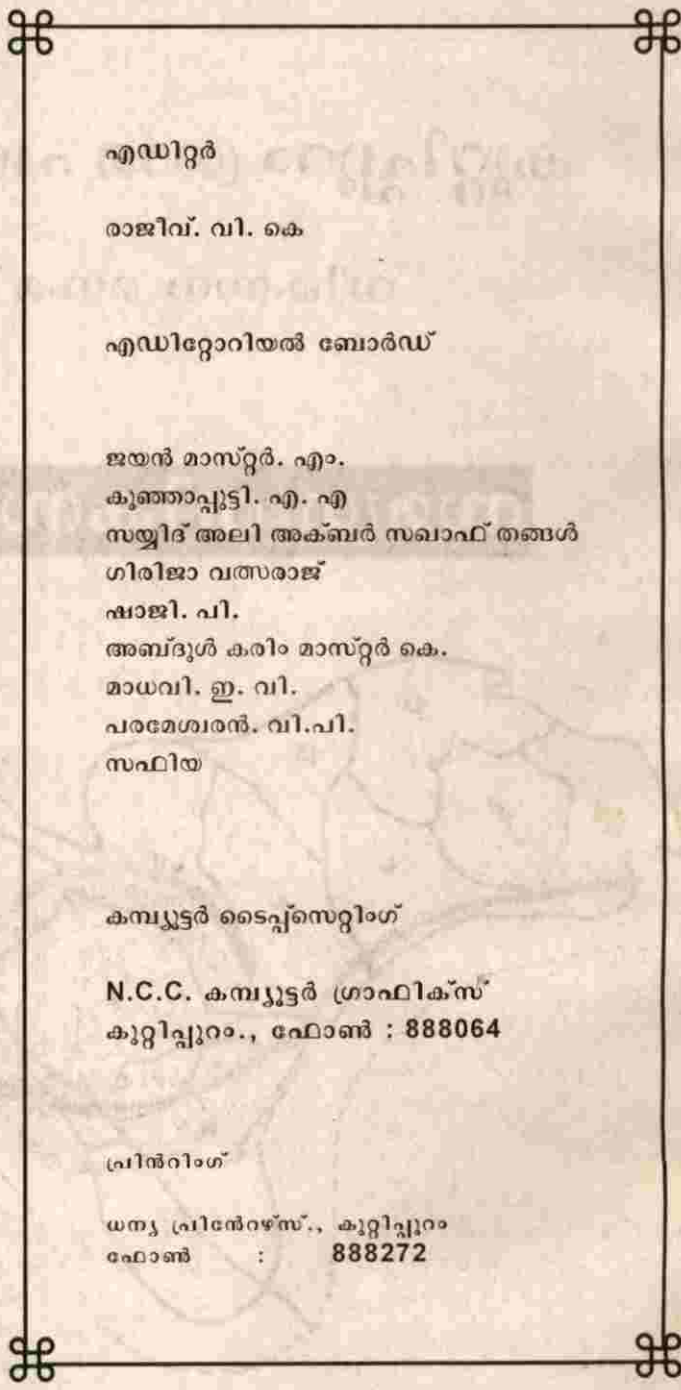 എഡിറ്റർ
രാജീവ്. വി. കെ
എഡിറ്റോറിയൽ ബോർഡ്
ജയൻ മാസ്റ്റർ. എം.
കുഞ്ഞാപ്പുട്ടി. എ. എ
സയ്യിദ് അലി അക്ബർ സഖാഫ് തങ്ങൾ
ഗിരിജാ വത്സരാജ്
ഷാജി. പി.
അബ്ദുൾ കരീം മാസ്റ്റർ കെ.
മാധവി. ഇ. വി.
പരമേശ്വരൻ. വി.പി.
സഫിയ
കമ്പ്യൂട്ടർ ടൈപ്പ്സെറ്റിംഗ്
N.C.C. കമ്പ്യൂട്ടർ ഗ്രാഫിക്സ്
കുറ്റിപ്പുറം., ഫോൺ : 888064
പ്രിൻറിംഗ്
ധന്യ പ്രിൻേറഴ്സ്., കുറ്റിപ്പുറം
ഫോൺ : 888272